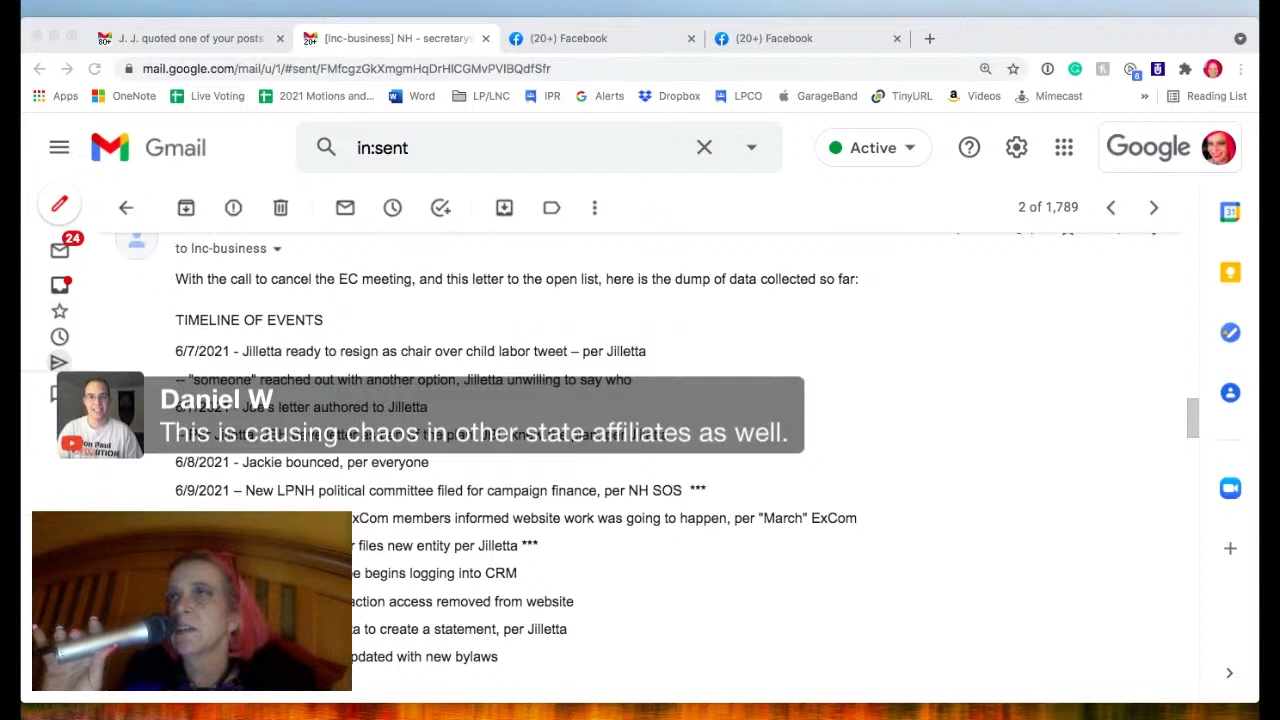 J. J. quoted one of your posts
[lnc-business] NH - secretary
(20+) Facebook
(20+) Facebook
mail.google.com/mail/u/1/#sent/FMfcgzGkXmgmHqDrHlCGMvPVlBQdfSfr
Apps OneNote Live Voting 2021 Motions and... Word LP/LNC IPR Alerts Dropbox LPCO GarageBand TinyURL Videos Mimecast » Reading List
Gmail
in:sent
Active
Google
2 of 1,789
24
31
to lnc-business
With the call to cancel the EC meeting, and this letter to the open list, here is the dump of data collected so far:
TIMELINE OF EVENTS
6/7/2021 - Jilletta ready to resign as chair over child labor tweet – per Jilletta
-- "someone" reached out with another option, Jilletta unwilling to say who
Daniel W
Joe's letter authored to Jilletta
This is causing chaos in other state affiliates as well.
6/8/2021 - Jackie bounced, per everyone
6/9/2021 – New LPNH political committee filed for campaign finance, per NH SOS ***
ExCom members informed website work was going to happen, per "March" ExCom
files new entity per Jilletta ***
begins logging into CRM
action access removed from website
to create a statement, per Jilletta
updated with new bylaws